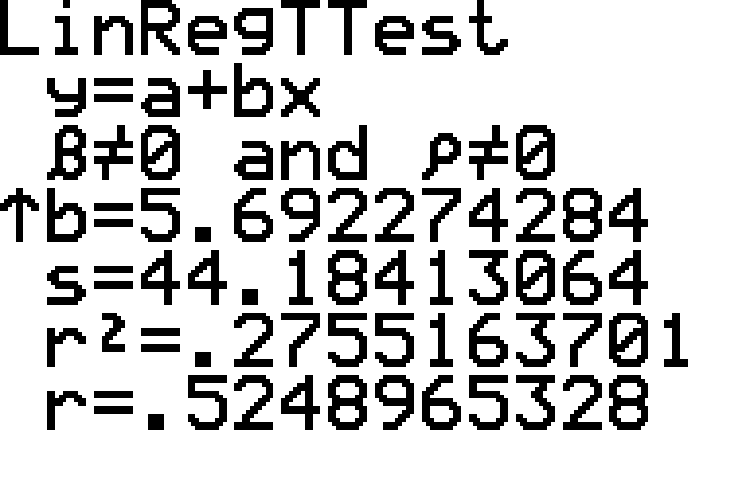 LinRegTTest
y=a+bx
β≠0 and ρ≠0
↑b=5.692274284
s=44.18413064
r²=.2755163701
r=.5248965328